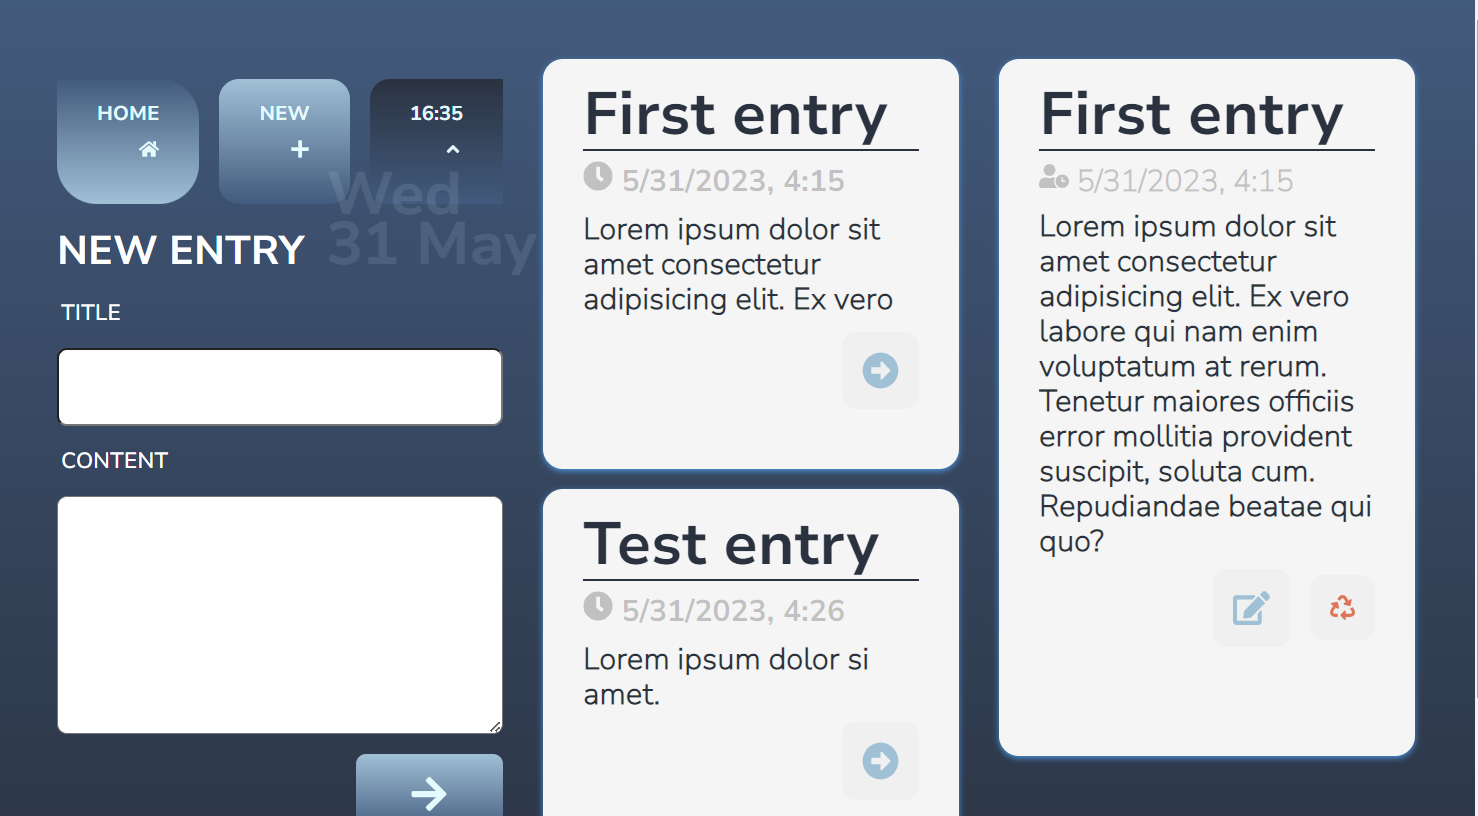 HOME
NEW
16:35
Wed
31 May
NEW ENTRY
TITLE
CONTENT
First entry
5/31/2023, 4:15
Lorem ipsum dolor sit
amet consectetur
adipisicing elit. Ex vero
Test entry
5/31/2023, 4:26
Lorem ipsum dolor si
amet.
First entry
5/31/2023, 4:15
Lorem ipsum dolor sit
amet consectetur
adipisicing elit. Ex vero
labore qui nam enim
voluptatum at rerum.
Tenetur maiores officiis
error mollitia provident
suscipit, soluta cum.
Repudiandae beatae qui
quo?